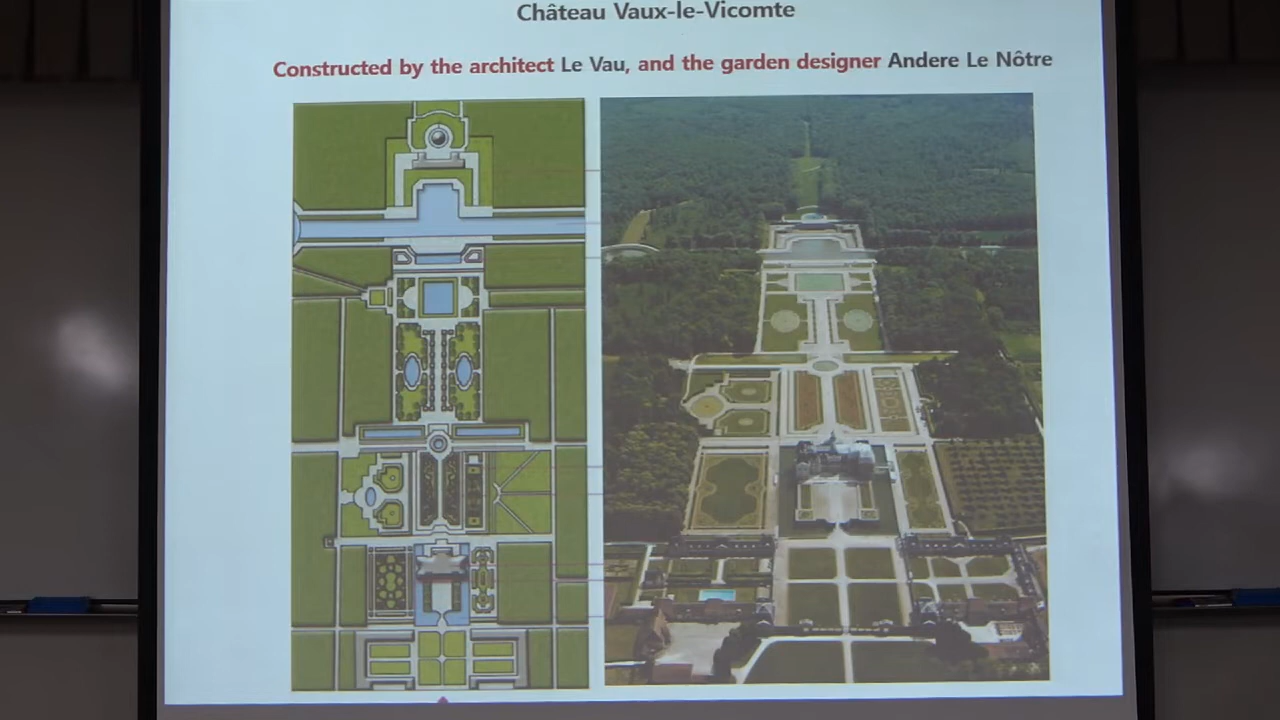 Château Vaux-le-Vicomte
Constructed by the architect Le Vau, and the garden designer Andere Le Nôtre